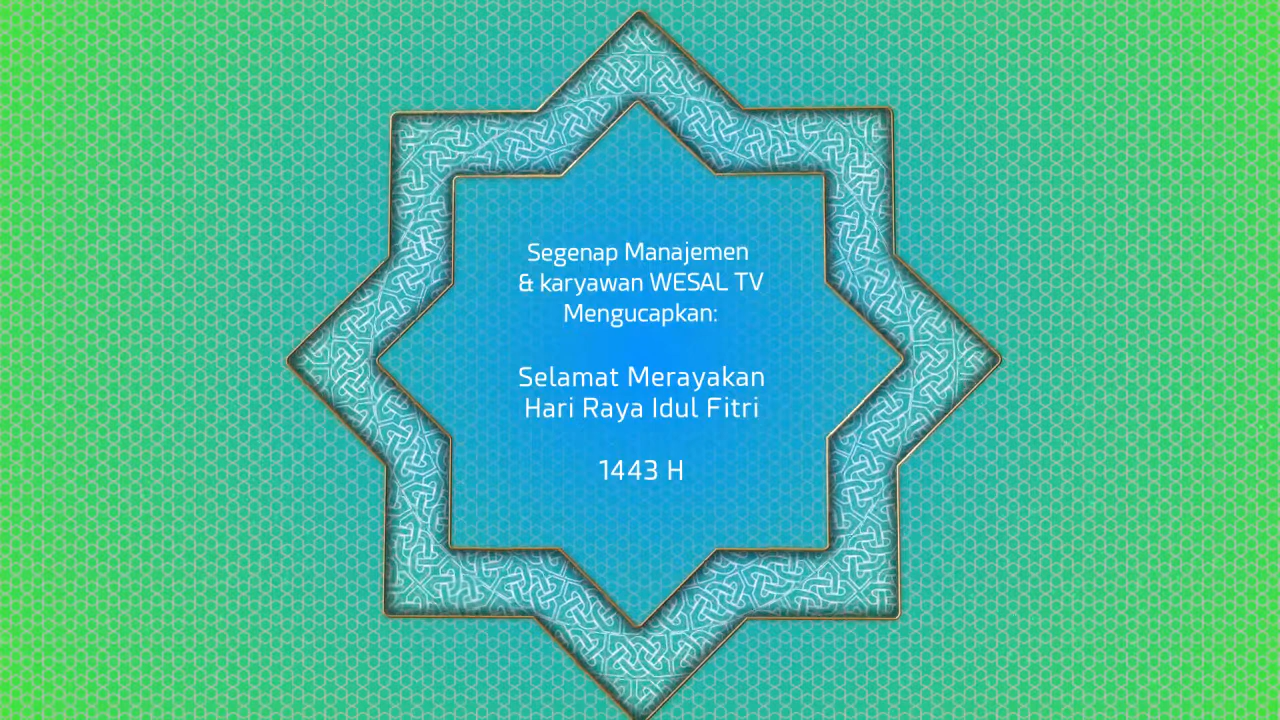 Segenap Manajemen
& karyawan WESAL TV
Mengucapkan:
Selamat Merayakan
Hari Raya Idul Fitri
1443 H